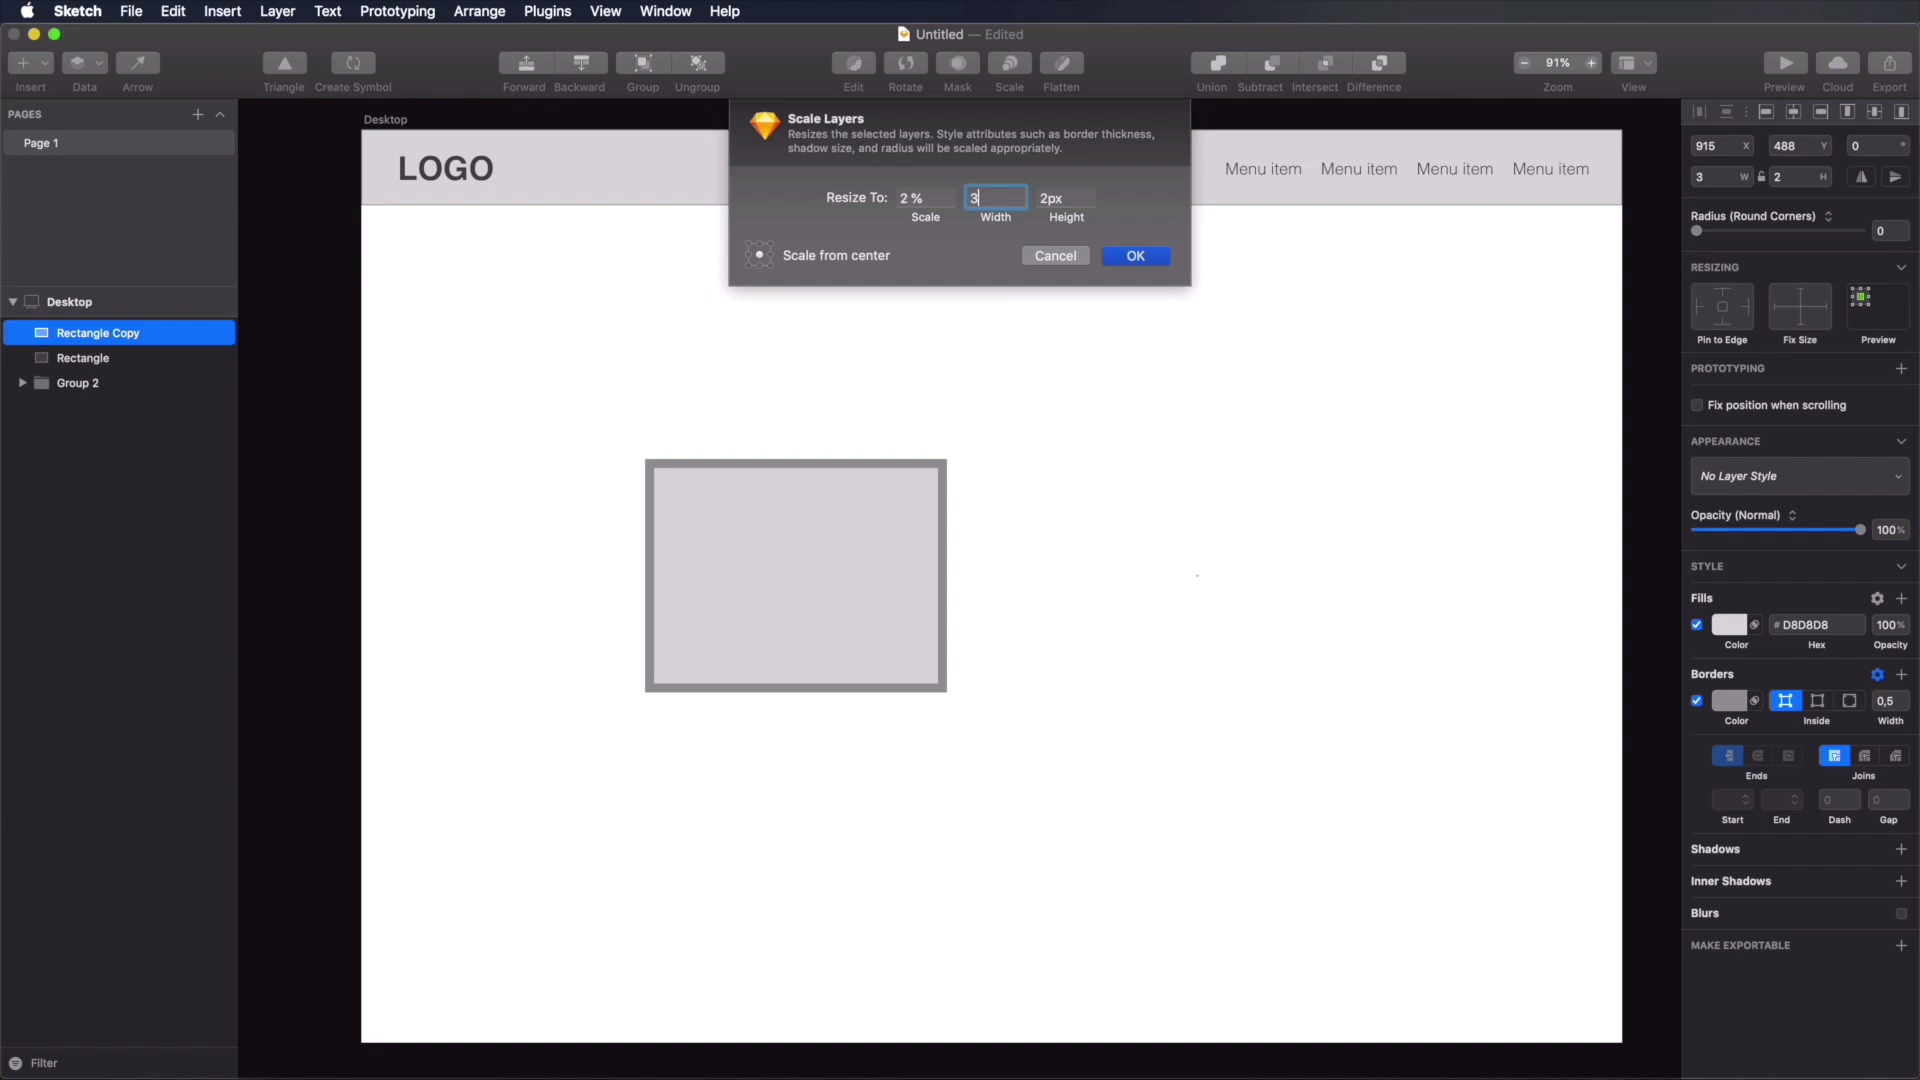 Sketch File Edit Insert Layer Text Prototyping Arrange Plugins View Window Help
Untitled — Edited
91%
Insert Data Arrow Triangle Create Symbol Forward Backward Group Ungroup Edit Rotate Mask Scale Flatten Union Subtract Intersect Difference Zoom View Preview Cloud Export
PAGES
Page 1
Desktop
Rectangle Copy
Rectangle
Group 2
Filter
Desktop
LOGO
Menu item Menu item Menu item Menu item
Scale Layers
Resizes the selected layers. Style attributes such as border thickness,
shadow size, and radius will be scaled appropriately.
Resize To: 2 % 3 2px
Scale Width Height
Scale from center
Cancel OK
915 X 488 Y 0 °
3 W 2 H
Radius (Round Corners)
0
RESIZING
Pin to Edge Fix Size Preview
PROTOTYPING
Fix position when scrolling
APPEARANCE
No Layer Style
Opacity (Normal)
100%
STYLE
Fills
# D8D8D8 100%
Color Hex Opacity
Borders
0,5
Color Inside Width
Ends Joins
0 0
Start End Dash Gap
Shadows
Inner Shadows
Blurs
MAKE EXPORTABLE